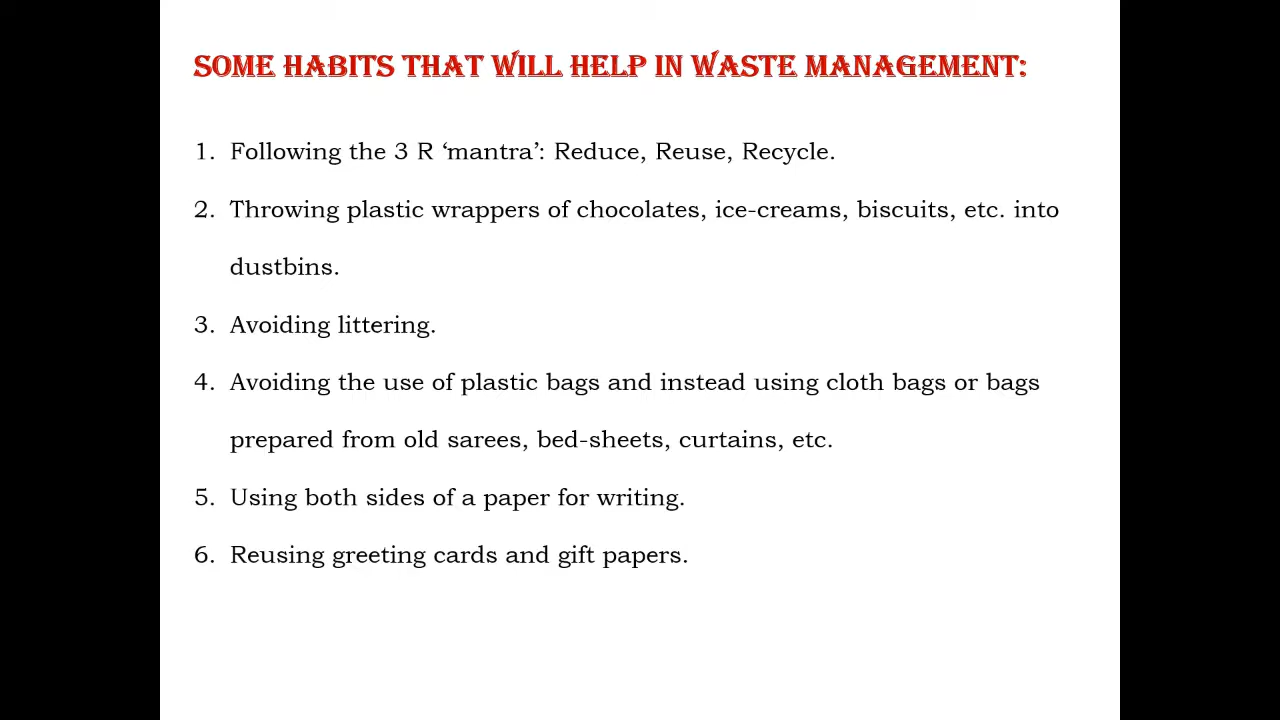 SOME HABITS THAT WILL HELP IN WASTE MANAGEMENT:
1. Following the 3 R ‘mantra’: Reduce, Reuse, Recycle.
2. Throwing plastic wrappers of chocolates, ice-creams, biscuits, etc. into
dustbins.
3. Avoiding littering.
4. Avoiding the use of plastic bags and instead using cloth bags or bags
prepared from old sarees, bed-sheets, curtains, etc.
5. Using both sides of a paper for writing.
6. Reusing greeting cards and gift papers.